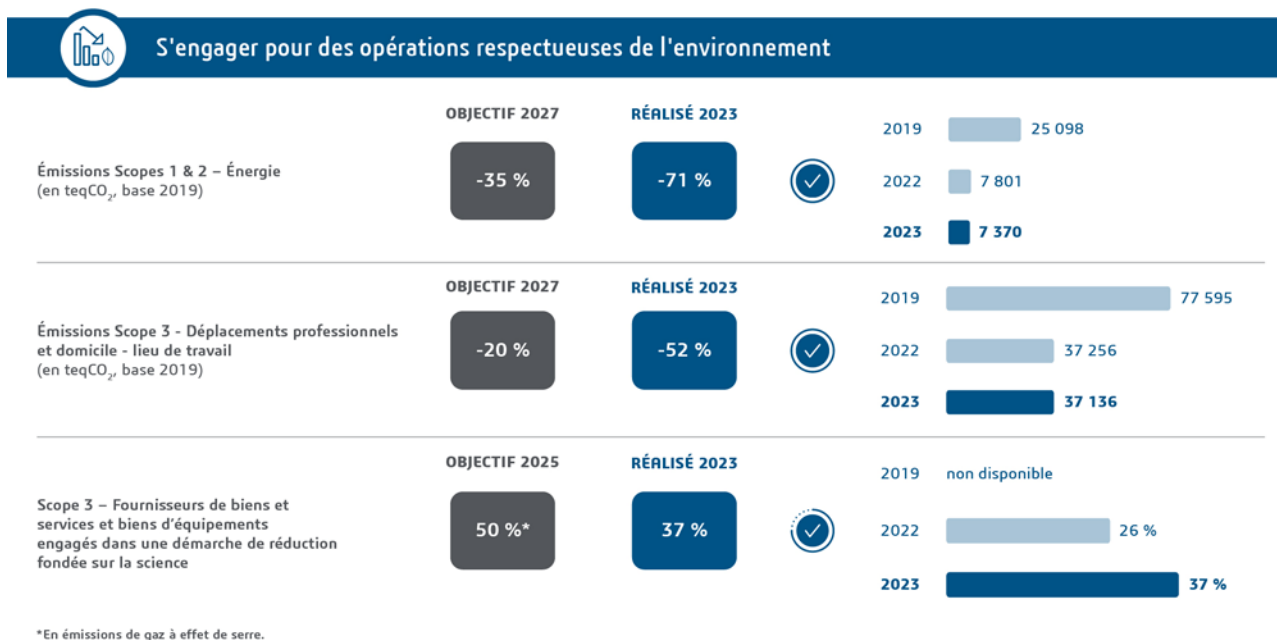 S'engager pour des opérations respectueuses de l'environnement
OBJECTIF 2027
RÉALISÉ 2023
Émissions Scopes 1 & 2 – Énergie
(en teqCO₂, base 2019)
-35 %
-71 %
2019 25 098
2022 7 801
2023 7 370
OBJECTIF 2027
RÉALISÉ 2023
Émissions Scope 3 - Déplacements professionnels
et domicile - lieu de travail
(en teqCO₂, base 2019)
-20 %
-52 %
2019 77 595
2022 37 256
2023 37 136
OBJECTIF 2025
RÉALISÉ 2023
Scope 3 – Fournisseurs de biens et
services et biens d'équipements
engagés dans une démarche de réduction
fondée sur la science
50 %*
37 %
2019 non disponible
2022 26 %
2023 37 %
*En émissions de gaz à effet de serre.